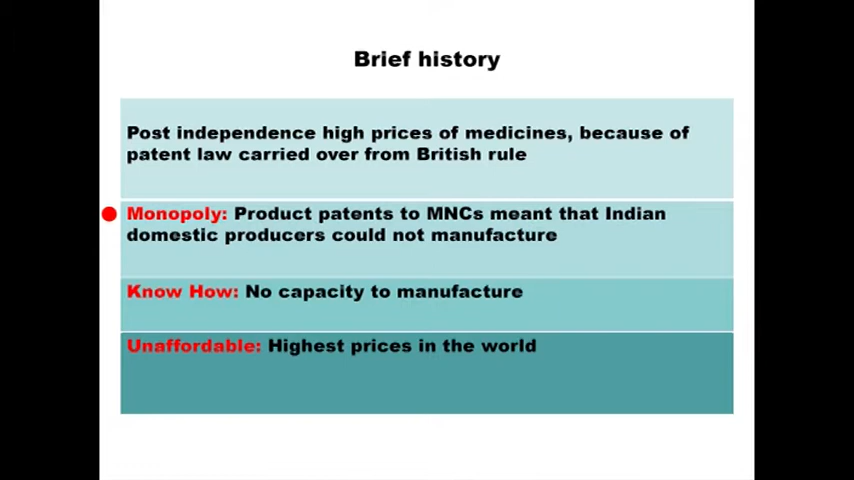 Brief history
Post independence high prices of medicines, because of
patent law carried over from British rule
Monopoly: Product patents to MNCs meant that Indian
domestic producers could not manufacture
Know How: No capacity to manufacture
Unaffordable: Highest prices in the world